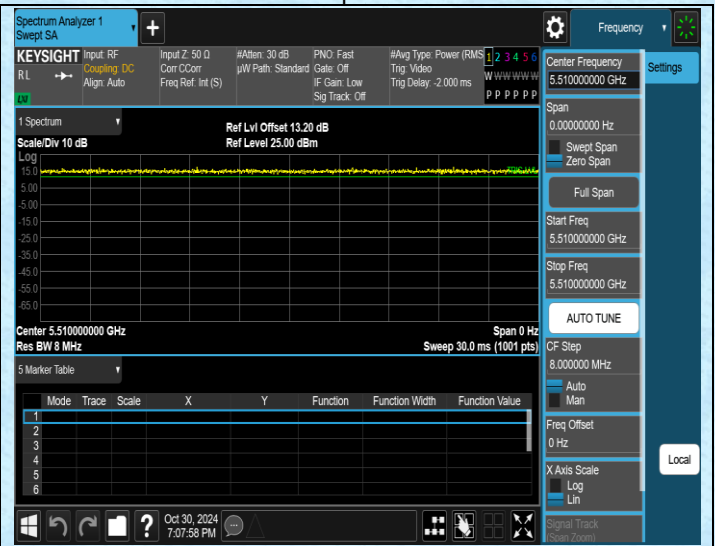 Spectrum Analyzer 1
Swept SA
+
Frequency
KEYSIGHT
RL
LXI
Input: RF
Coupling: DC
Align: Auto
Input Z: 50 Ω
Corr CCorr
Freq Ref: Int (S)
#Atten: 30 dB
µW Path: Standard
PNO: Fast
Gate: Off
IF Gain: Low
Sig Track: Off
#Avg Type: Power (RMS
Trig: Video
Trig Delay: -2.000 ms
1 2 3 4 5 6
W W W W W W
P P P P P P
1 Spectrum
Scale/Div 10 dB
Log
Ref Lvl Offset 13.20 dB
Ref Level 25.00 dBm
15.0
5.00
-5.00
-15.0
-25.0
-35.0
-45.0
-55.0
-65.0
Center 5.510000000 GHz
Span 0 Hz
Res BW 8 MHz
Sweep 30.0 ms (1001 pts)
5 Marker Table
Mode Trace Scale X Y Function Function Width Function Value
1
2
3
4
5
6
?
Oct 30, 2024
7:07:58 PM
Center Frequency
5.510000000 GHz
Settings
Span
0.00000000 Hz
Swept Span
Zero Span
Full Span
Start Freq
5.510000000 GHz
Stop Freq
5.510000000 GHz
AUTO TUNE
CF Step
8.000000 MHz
Auto
Man
Freq Offset
0 Hz
X Axis Scale
Log
Lin
Signal Track
(Span Zoom)
Local